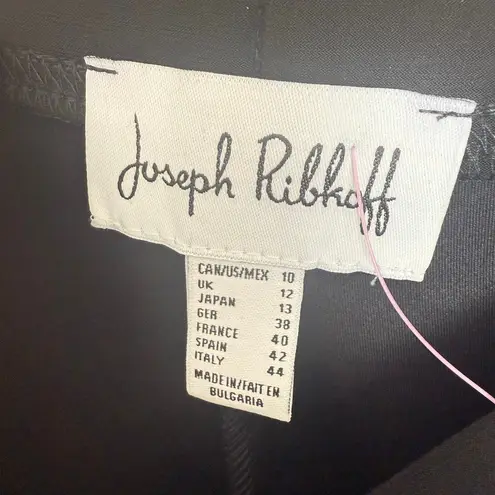 Joseph Ribkoff
CAN/US/MEX 10
UK 12
JAPAN 13
GER 38
FRANCE 40
SPAIN 42
ITALY 44
MADE IN/FAIT EN
BULGARIA